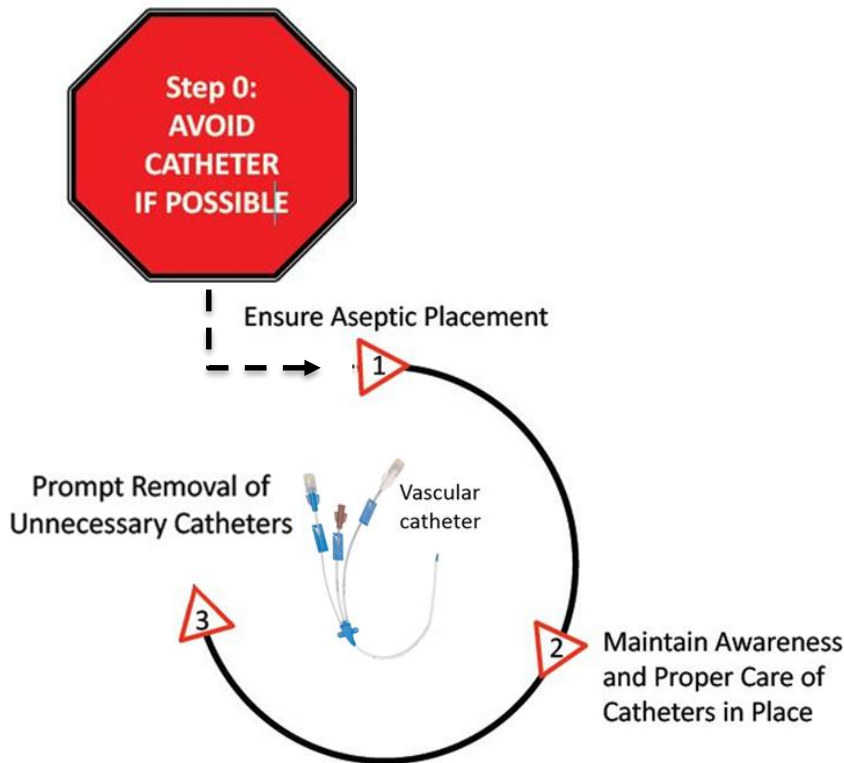 Step 0:
AVOID
CATHETER
IF POSSIBLE
Ensure Aseptic Placement
1
Prompt Removal of
Unnecessary Catheters
Vascular
catheter
3
2
Maintain Awareness
and Proper Care of
Catheters in Place